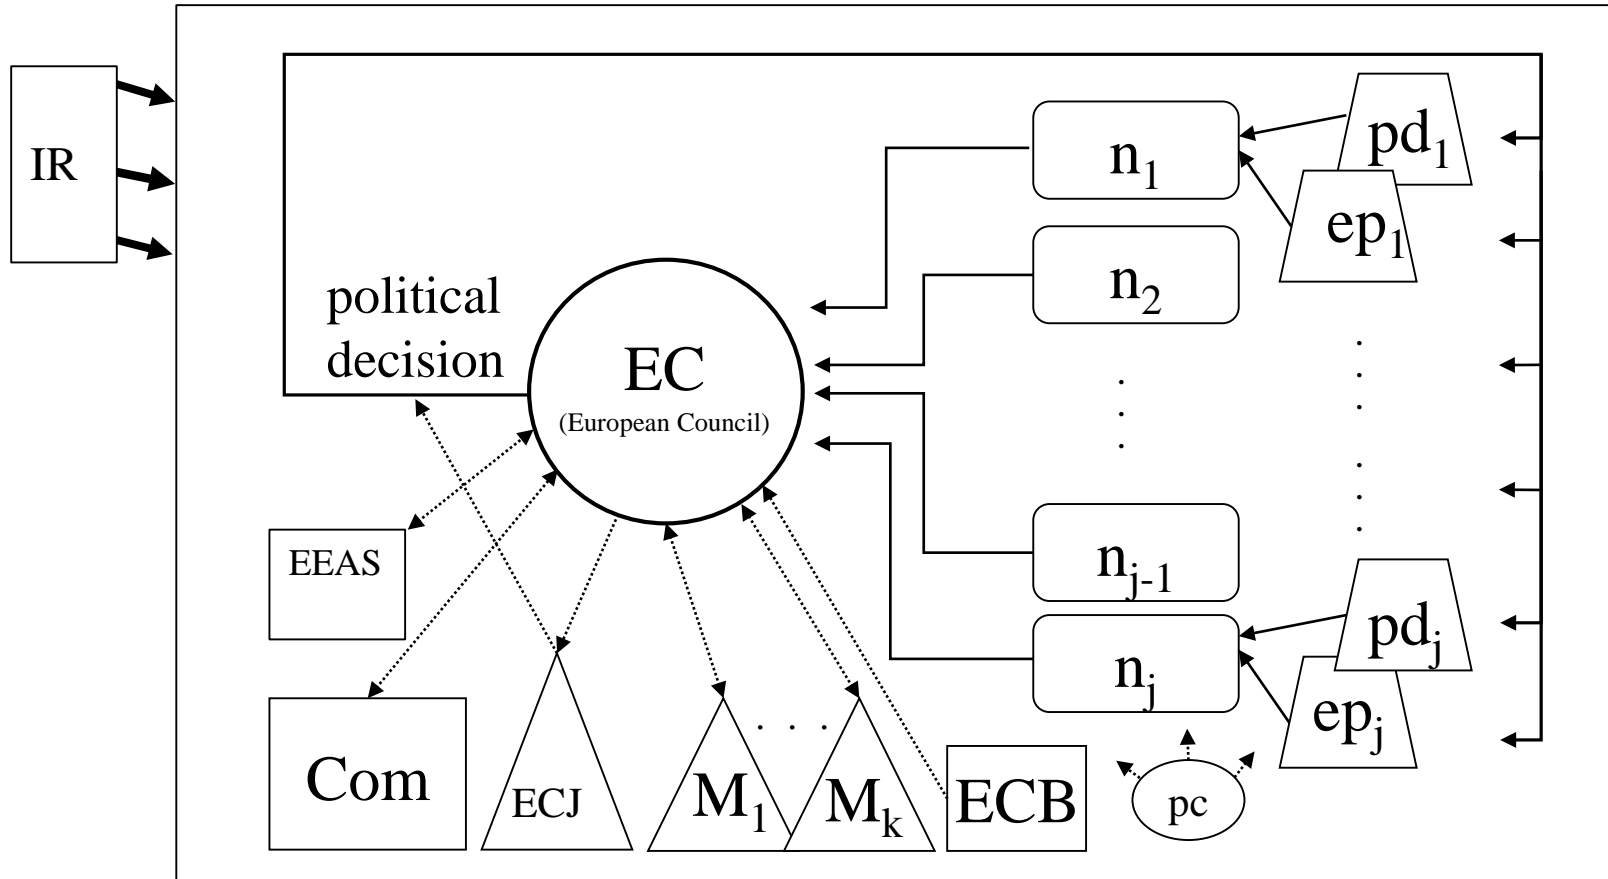 IR
political
decision
EC
(European Council)
n1
n2
nj-1
nj
pd1
ep1
pdj
epj
EEAS
Com
ECJ
M1
. . .
Mk
ECB
pc